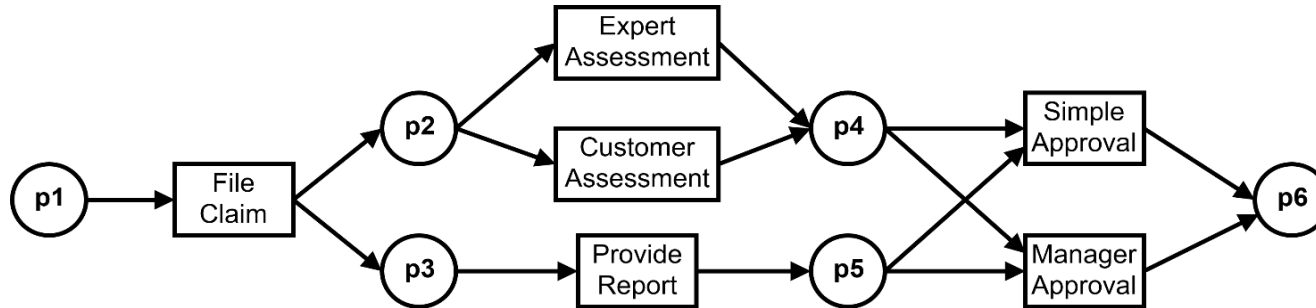 p1
File
Claim
p2
p3
Expert
Assessment
Customer
Assessment
Provide
Report
p4
p5
Simple
Approval
Manager
Approval
p6